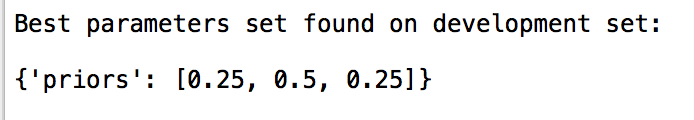 Best parameters set found on development set:
{'priors': [0.25, 0.5, 0.25]}